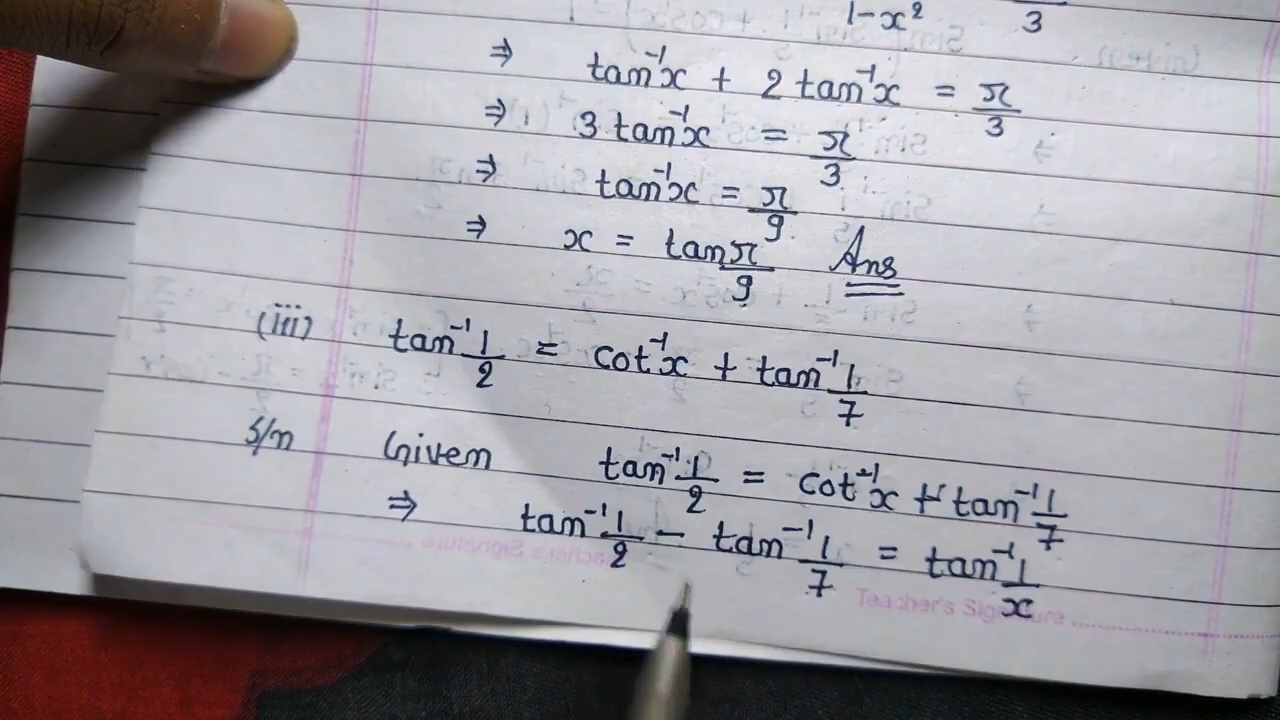 1-x² 3
⇒ tan⁻¹x + 2 tan⁻¹x = π/3
⇒ 3 tan⁻¹x = π/3
⇒ tan⁻¹x = π/9
⇒ x = tan π/9 Ans
(iii) tan⁻¹ 1/2 = cot⁻¹x + tan⁻¹ 1/7
S/n Given tan⁻¹ 1/2 = cot⁻¹x + tan⁻¹ 1/7
⇒ tan⁻¹ 1/2 - tan⁻¹ 1/7 = tan⁻¹ 1/x
Teacher's Signature